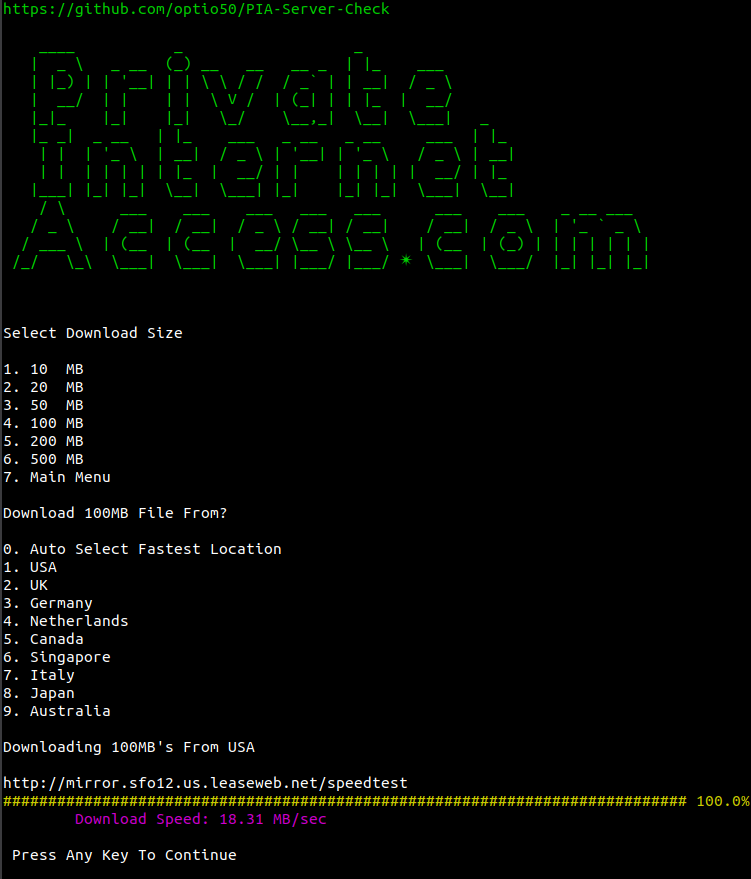 https://github.com/optio50/PIA-Server-Check
Private
Internet
Access.com
Select Download Size
1. 10  MB
2. 20  MB
3. 50  MB
4. 100 MB
5. 200 MB
6. 500 MB
7. Main Menu
Download 100MB File From?
0. Auto Select Fastest Location
1. USA
2. UK
3. Germany
4. Netherlands
5. Canada
6. Singapore
7. Italy
8. Japan
9. Australia
Downloading 100MB's From USA
http://mirror.sfo12.us.leaseweb.net/speedtest
############################################################################ 100.0%
Download Speed: 18.31 MB/sec
Press Any Key To Continue